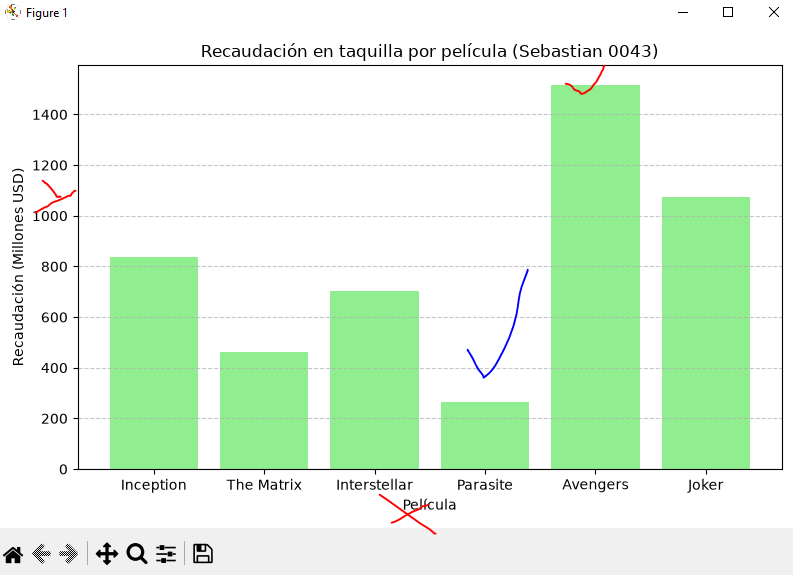 Figure 1
Recaudación en taquilla por película (Sebastian 0043)
Recaudación (Millones USD)
1400
1200
1000
800
600
400
200
0
Inception The Matrix Interstellar Parasite Avengers Joker
Película